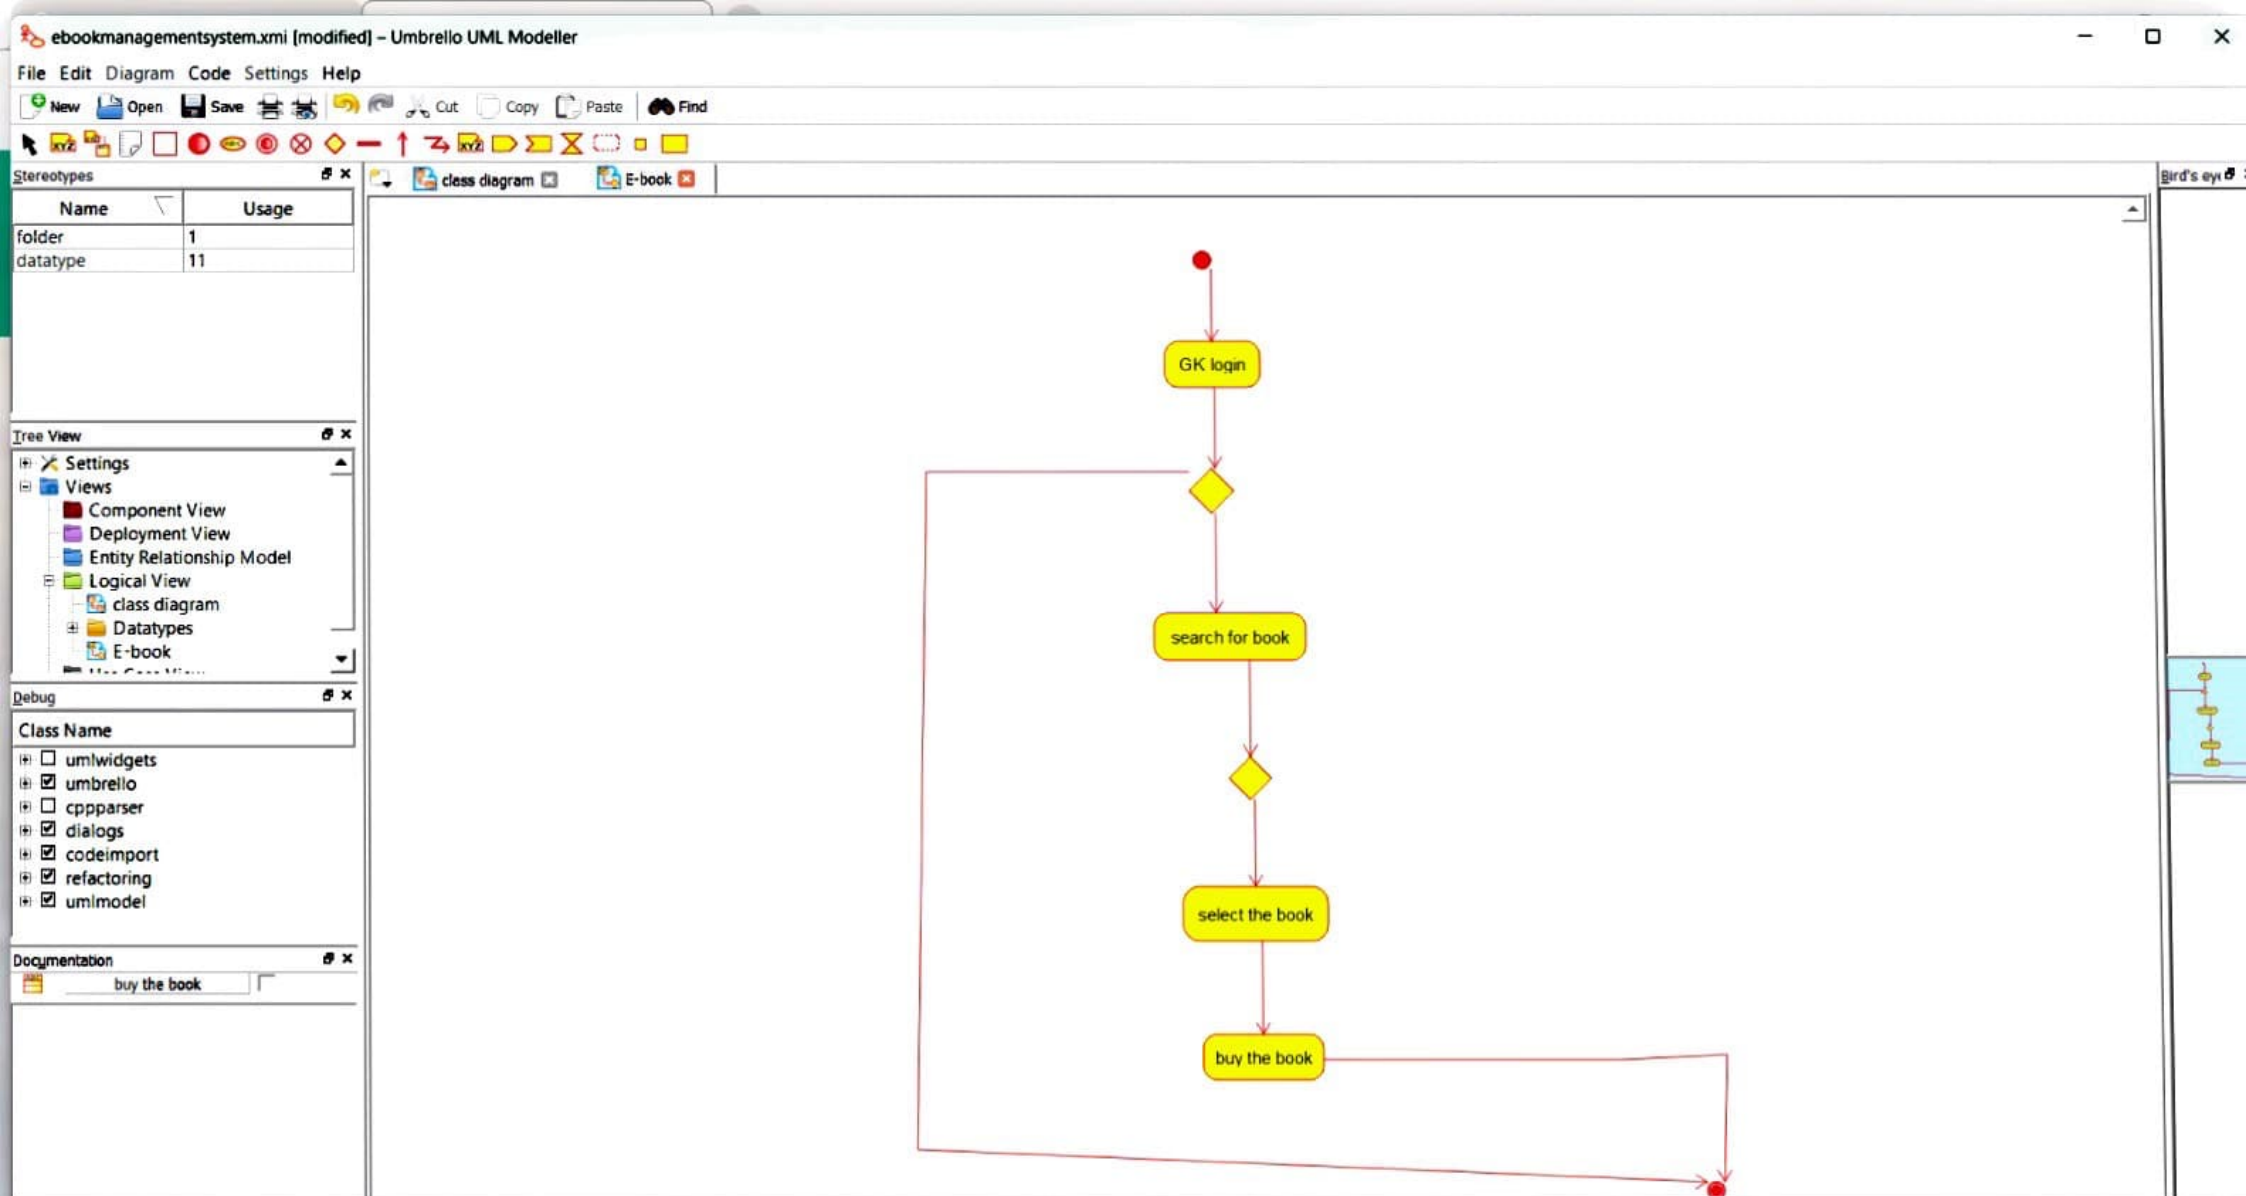 ebookmanagementsystem.xmi [modified] – Umbrello UML Modeller
File Edit Diagram Code Settings Help
New Open Save Cut Copy Paste Find
Stereotypes
class diagram E-book
Bird's eye
Name Usage
folder 1
datatype 11
GK login
Tree View
Settings
Views
Component View
Deployment View
Entity Relationship Model
Logical View
class diagram
Datatypes
E-book
search for book
Debug
Class Name
umlwidgets
umbrello
cppparser
dialogs
codeimport
refactoring
umlmodel
select the book
Documentation
buy the book
buy the book